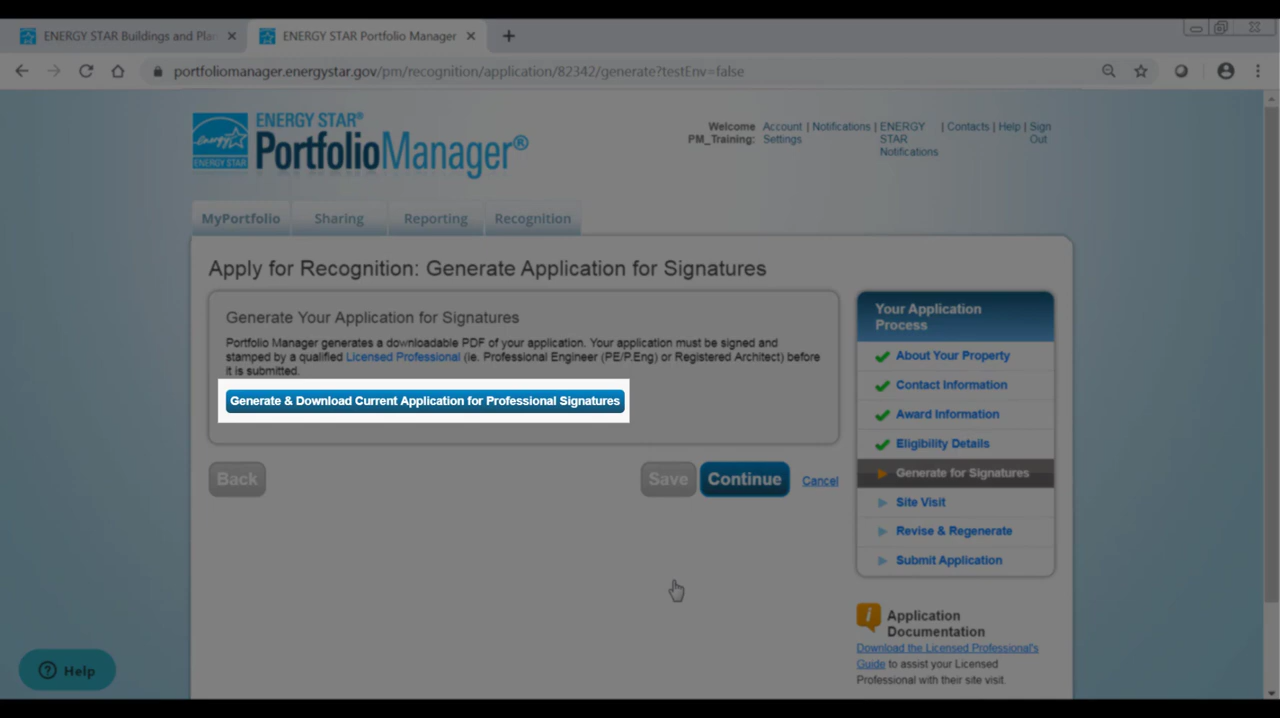 ENERGY STAR Buildings and Plan
ENERGY STAR Portfolio Manager
portfoliomanager.energystar.gov/pm/recognition/application/82342/generate?testEnv=false
ENERGY STAR
ENERGY STAR®
PortfolioManager®
Welcome PM_Training:
Account Settings | Notifications | ENERGY STAR Notifications | Contacts | Help | Sign Out
MyPortfolio
Sharing
Reporting
Recognition
Apply for Recognition: Generate Application for Signatures
Generate Your Application for Signatures
Portfolio Manager generates a downloadable PDF of your application. Your application must be signed and
stamped by a qualified Licensed Professional (ie. Professional Engineer (PE/P.Eng) or Registered Architect) before
it is submitted.
Generate & Download Current Application for Professional Signatures
Back
Save
Continue
Cancel
Your Application
Process
About Your Property
Contact Information
Award Information
Eligibility Details
Generate for Signatures
Site Visit
Revise & Regenerate
Submit Application
Application
Documentation
Download the Licensed Professional's
Guide to assist your Licensed
Professional with their site visit.
Help